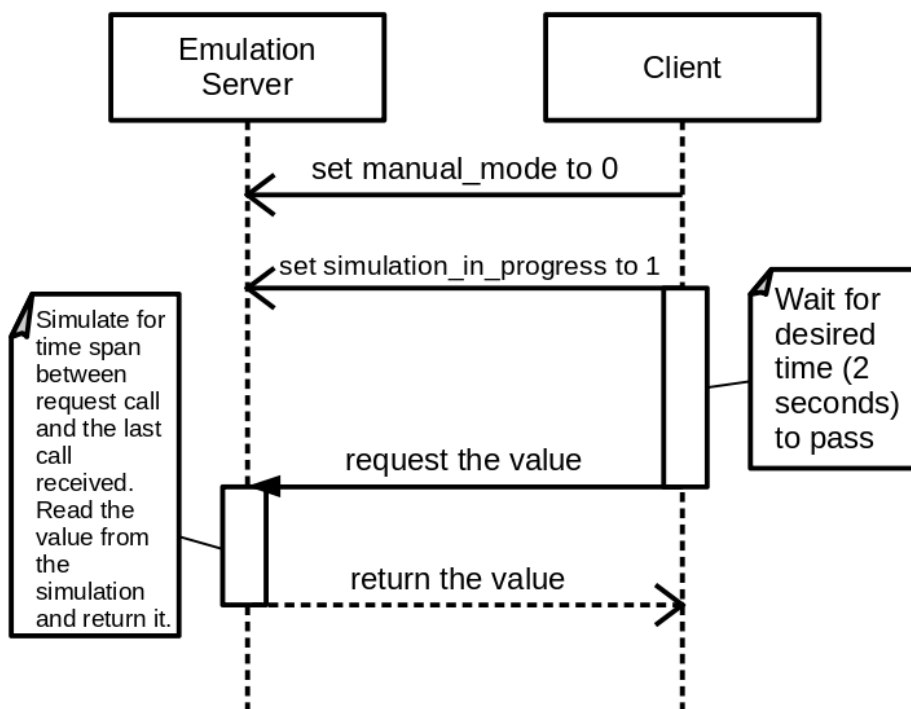 Emulation
Server
Client
set manual_mode to 0
set simulation_in_progress to 1
Wait for
desired
time (2
seconds)
to pass
Simulate for
time span
between
request call
and the last
call
received.
Read the
value from
the
simulation
and return it.
request the value
return the value